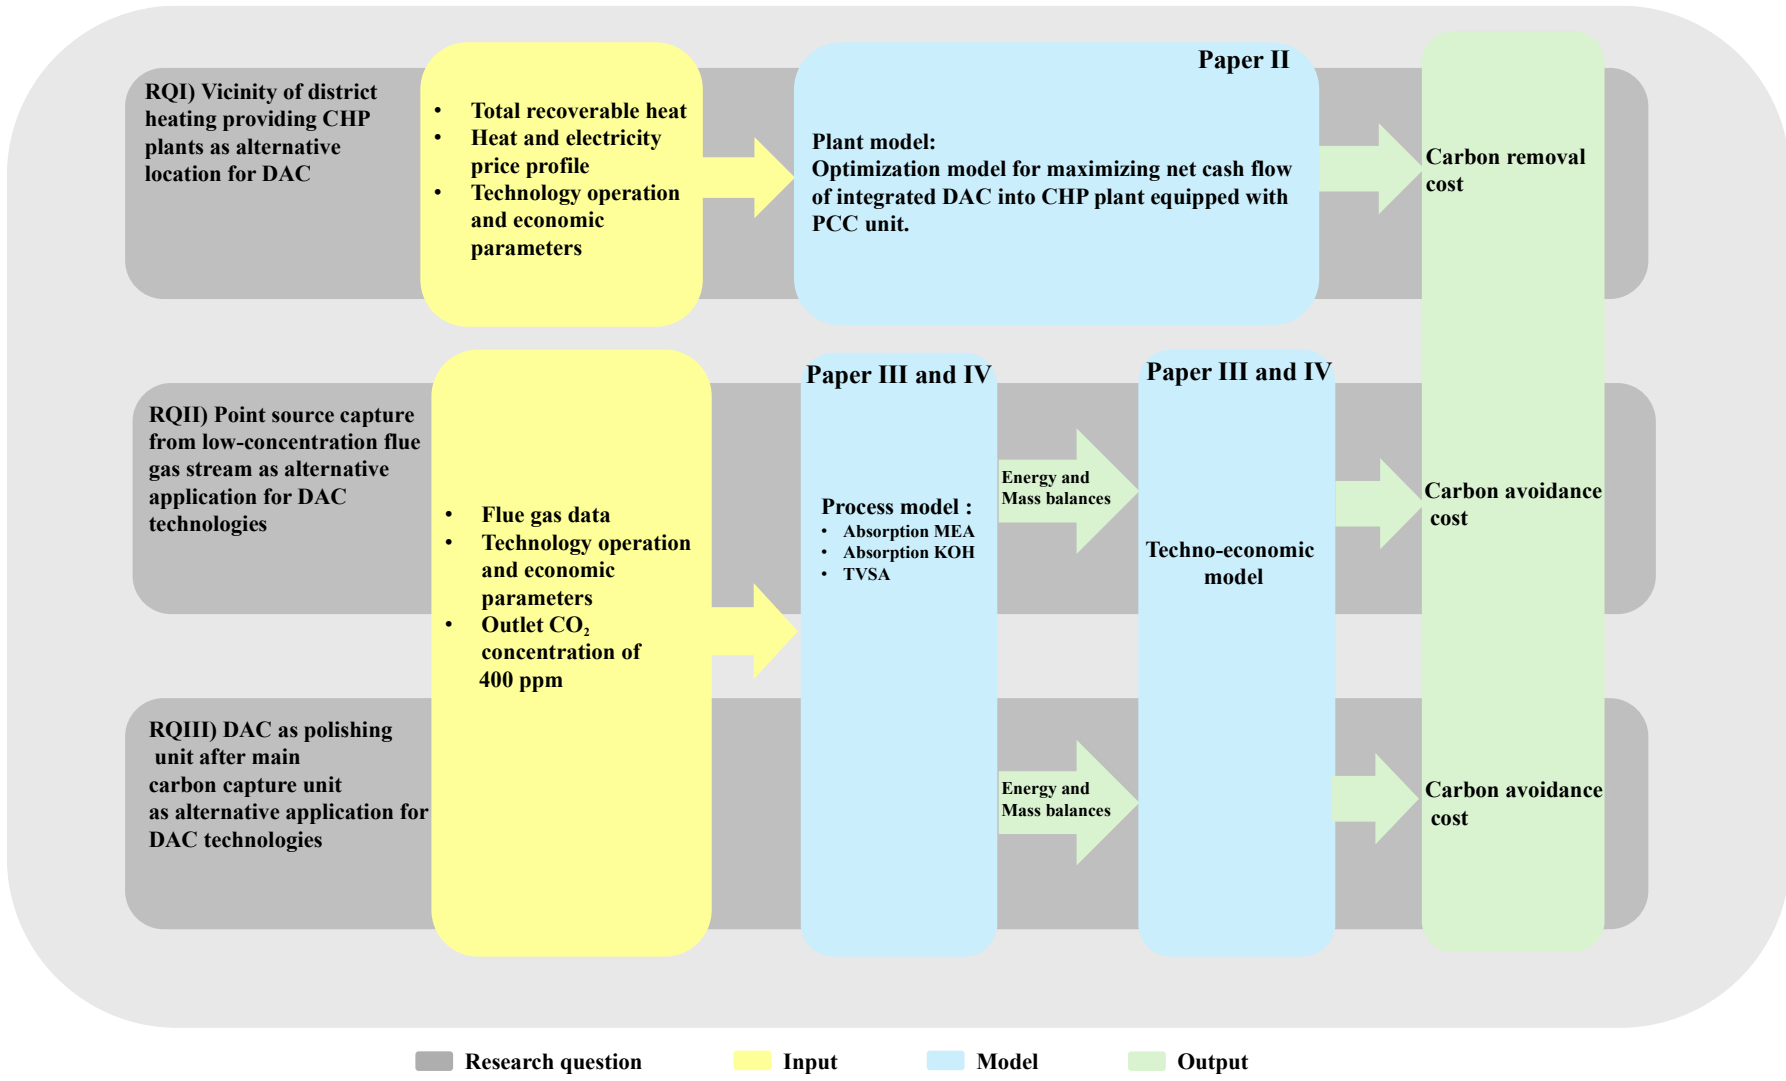 Paper II
RQI) Vicinity of district
heating providing CHP
plants as alternative
location for DAC
• Total recoverable heat
• Heat and electricity
price profile
• Technology operation
and economic
parameters
Plant model:
Optimization model for maximizing net cash flow
of integrated DAC into CHP plant equipped with
PCC unit.
Carbon removal
cost
RQII) Point source capture
from low-concentration flue
gas stream as alternative
application for DAC
technologies
• Flue gas data
• Technology operation
and economic
parameters
• Outlet CO₂
concentration of
400 ppm
Paper III and IV
Process model :
• Absorption MEA
• Absorption KOH
• TVSA
Energy and
Mass balances
Paper III and IV
Techno-economic
model
Carbon avoidance
cost
RQIII) DAC as polishing
unit after main
carbon capture unit
as alternative application for
DAC technologies
Energy and
Mass balances
Carbon avoidance
cost
Research question
Input
Model
Output